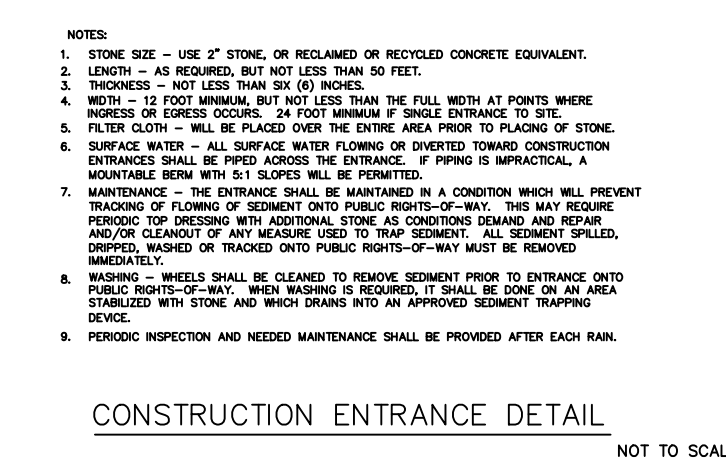 NOTES:
1. STONE SIZE – USE 2" STONE, OR RECLAIMED OR RECYCLED CONCRETE EQUIVALENT.
2. LENGTH – AS REQUIRED, BUT NOT LESS THAN 50 FEET.
3. THICKNESS – NOT LESS THAN SIX (6) INCHES.
4. WIDTH – 12 FOOT MINIMUM, BUT NOT LESS THAN THE FULL WIDTH AT POINTS WHERE
INGRESS OR EGRESS OCCURS. 24 FOOT MINIMUM IF SINGLE ENTRANCE TO SITE.
5. FILTER CLOTH – WILL BE PLACED OVER THE ENTIRE AREA PRIOR TO PLACING OF STONE.
6. SURFACE WATER – ALL SURFACE WATER FLOWING OR DIVERTED TOWARD CONSTRUCTION
ENTRANCES SHALL BE PIPED ACROSS THE ENTRANCE. IF PIPING IS IMPRACTICAL, A
MOUNTABLE BERM WITH 5:1 SLOPES WILL BE PERMITTED.
7. MAINTENANCE – THE ENTRANCE SHALL BE MAINTAINED IN A CONDITION WHICH WILL PREVENT
TRACKING OF FLOWING OF SEDIMENT ONTO PUBLIC RIGHTS–OF–WAY. THIS MAY REQUIRE
PERIODIC TOP DRESSING WITH ADDITIONAL STONE AS CONDITIONS DEMAND AND REPAIR
AND/OR CLEANOUT OF ANY MEASURE USED TO TRAP SEDIMENT. ALL SEDIMENT SPILLED,
DRIPPED, WASHED OR TRACKED ONTO PUBLIC RIGHTS–OF–WAY MUST BE REMOVED
IMMEDIATELY.
8. WASHING – WHEELS SHALL BE CLEANED TO REMOVE SEDIMENT PRIOR TO ENTRANCE ONTO
PUBLIC RIGHTS–OF–WAY. WHEN WASHING IS REQUIRED, IT SHALL BE DONE ON AN AREA
STABILIZED WITH STONE AND WHICH DRAINS INTO AN APPROVED SEDIMENT TRAPPING
DEVICE.
9. PERIODIC INSPECTION AND NEEDED MAINTENANCE SHALL BE PROVIDED AFTER EACH RAIN.
CONSTRUCTION ENTRANCE DETAIL
NOT TO SCAL